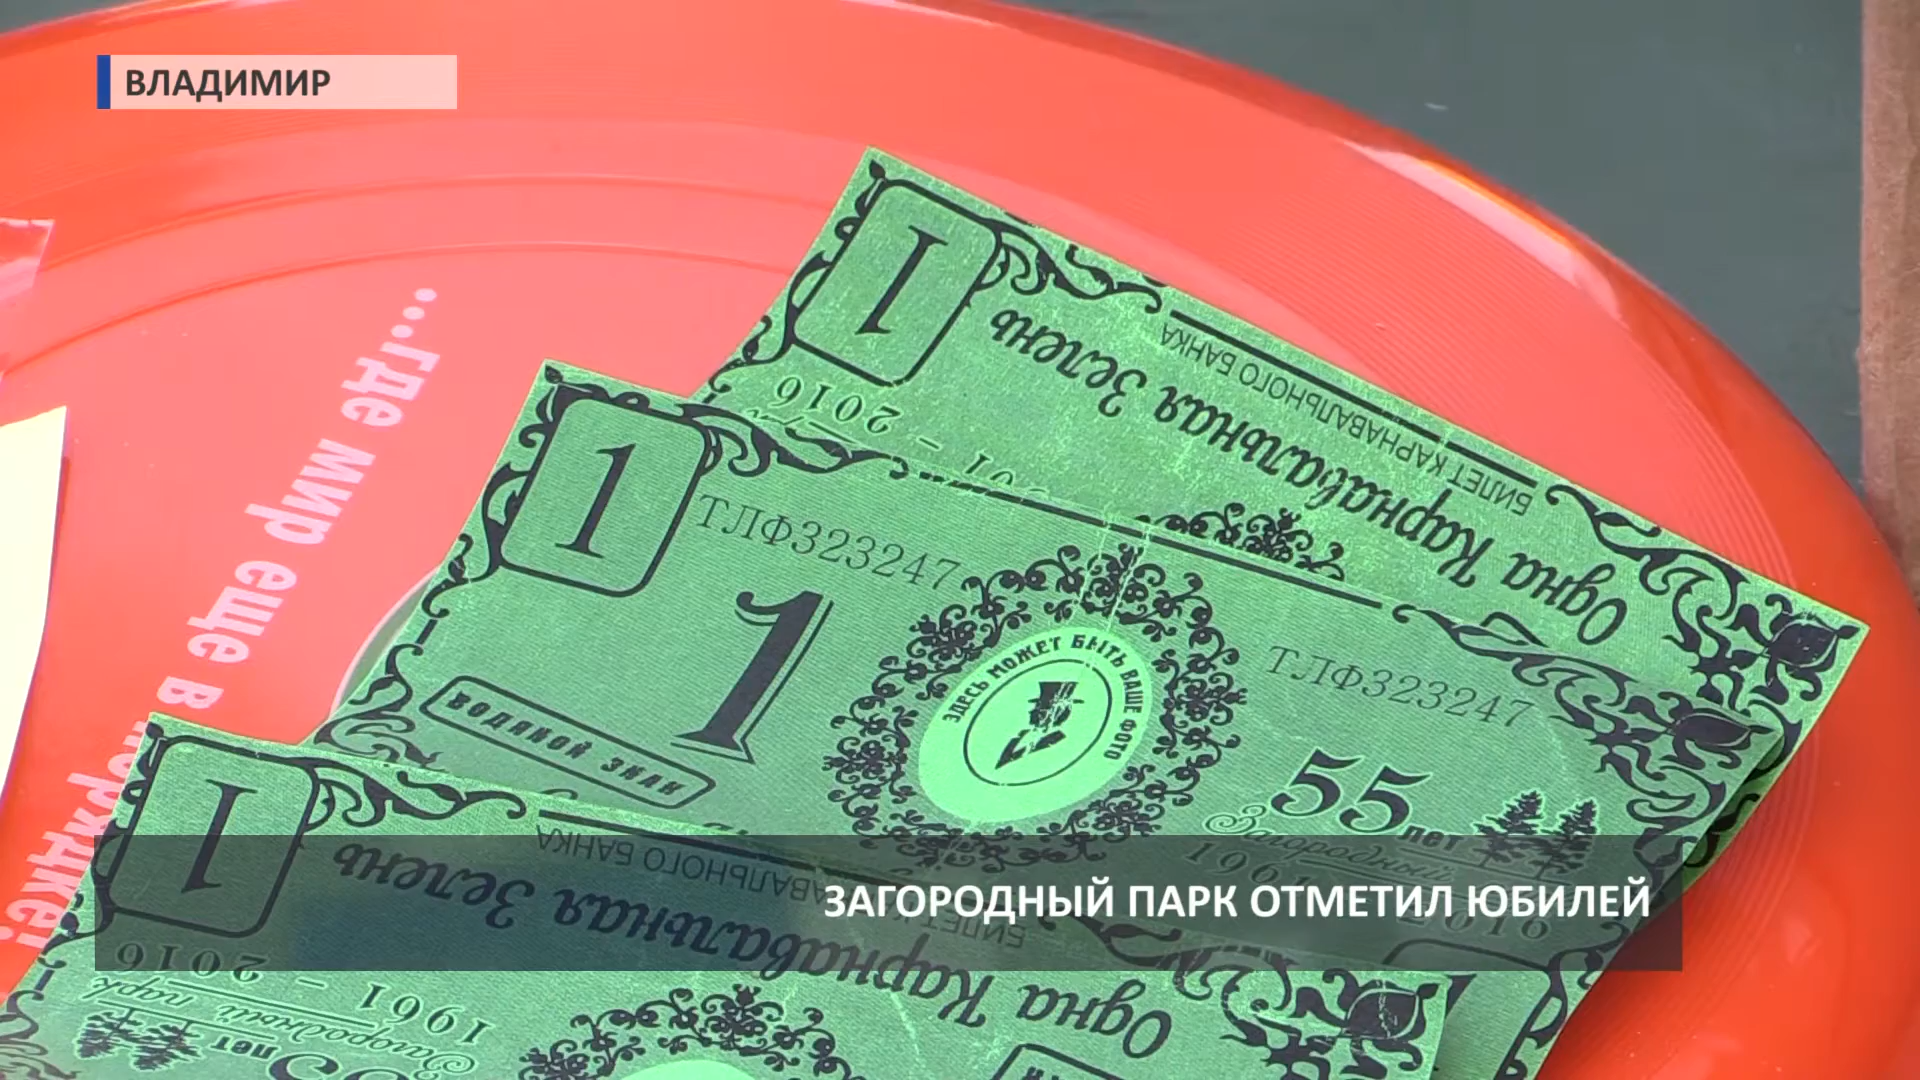 ВЛАДИМИР
...где мир еще в порядке!
1
БИЛЕТ КАРНАВАЛЬНОГО БАНКА
Одна Карнавальная Зелень
2016
1
ТЛФ323247
1
ВОДЯНОЙ ЗНАК
ЗДЕСЬ МОЖЕТ БЫТЬ ВАШЕ ФОТО
ТЛФ323247
55 лет
Загородный
1961
2016
1
БИЛЕТ КАРНАВАЛЬНОГО БАНКА
Одна Карнавальная Зелень
1961 - 2016
Загородный парк
лет
ЗАГОРОДНЫЙ ПАРК ОТМЕТИЛ ЮБИЛЕЙ